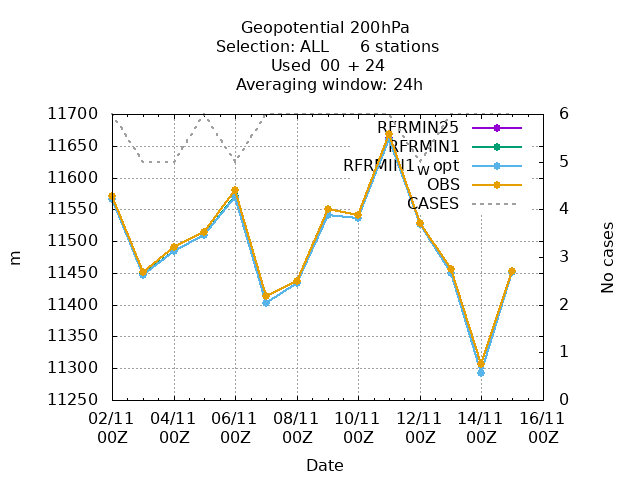 Geopotential 200hPa
Selection: ALL 6 stations
Used 00 + 24
Averaging window: 24h
RFRMIN25
RFRMIN1
RFRMIN1w opt
OBS
CASES
11700
11650
11600
11550
11500
11450
11400
11350
11300
11250
m
6
5
4
3
2
1
0
No cases
02/11 04/11 06/11 08/11 10/11 12/11 14/11 16/11
00Z 00Z 00Z 00Z 00Z 00Z 00Z 00Z
Date